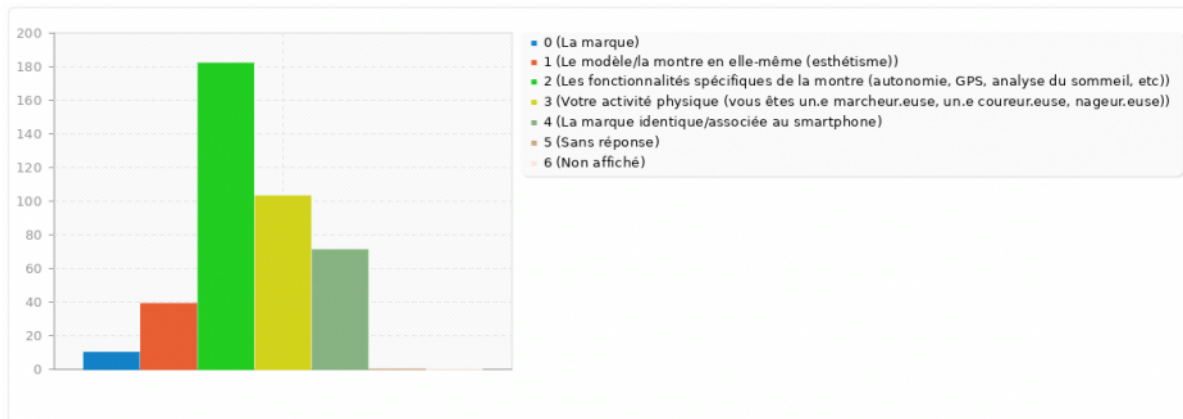 200
180
160
140
120
100
80
60
40
20
0
0 (La marque)
1 (Le modèle/la montre en elle-même (esthétisme))
2 (Les fonctionnalités spécifiques de la montre (autonomie, GPS, analyse du sommeil, etc))
3 (Votre activité physique (vous êtes un.e marcheur.euse, un.e coureur.euse, nageur.euse))
4 (La marque identique/associée au smartphone)
5 (Sans réponse)
6 (Non affiché)